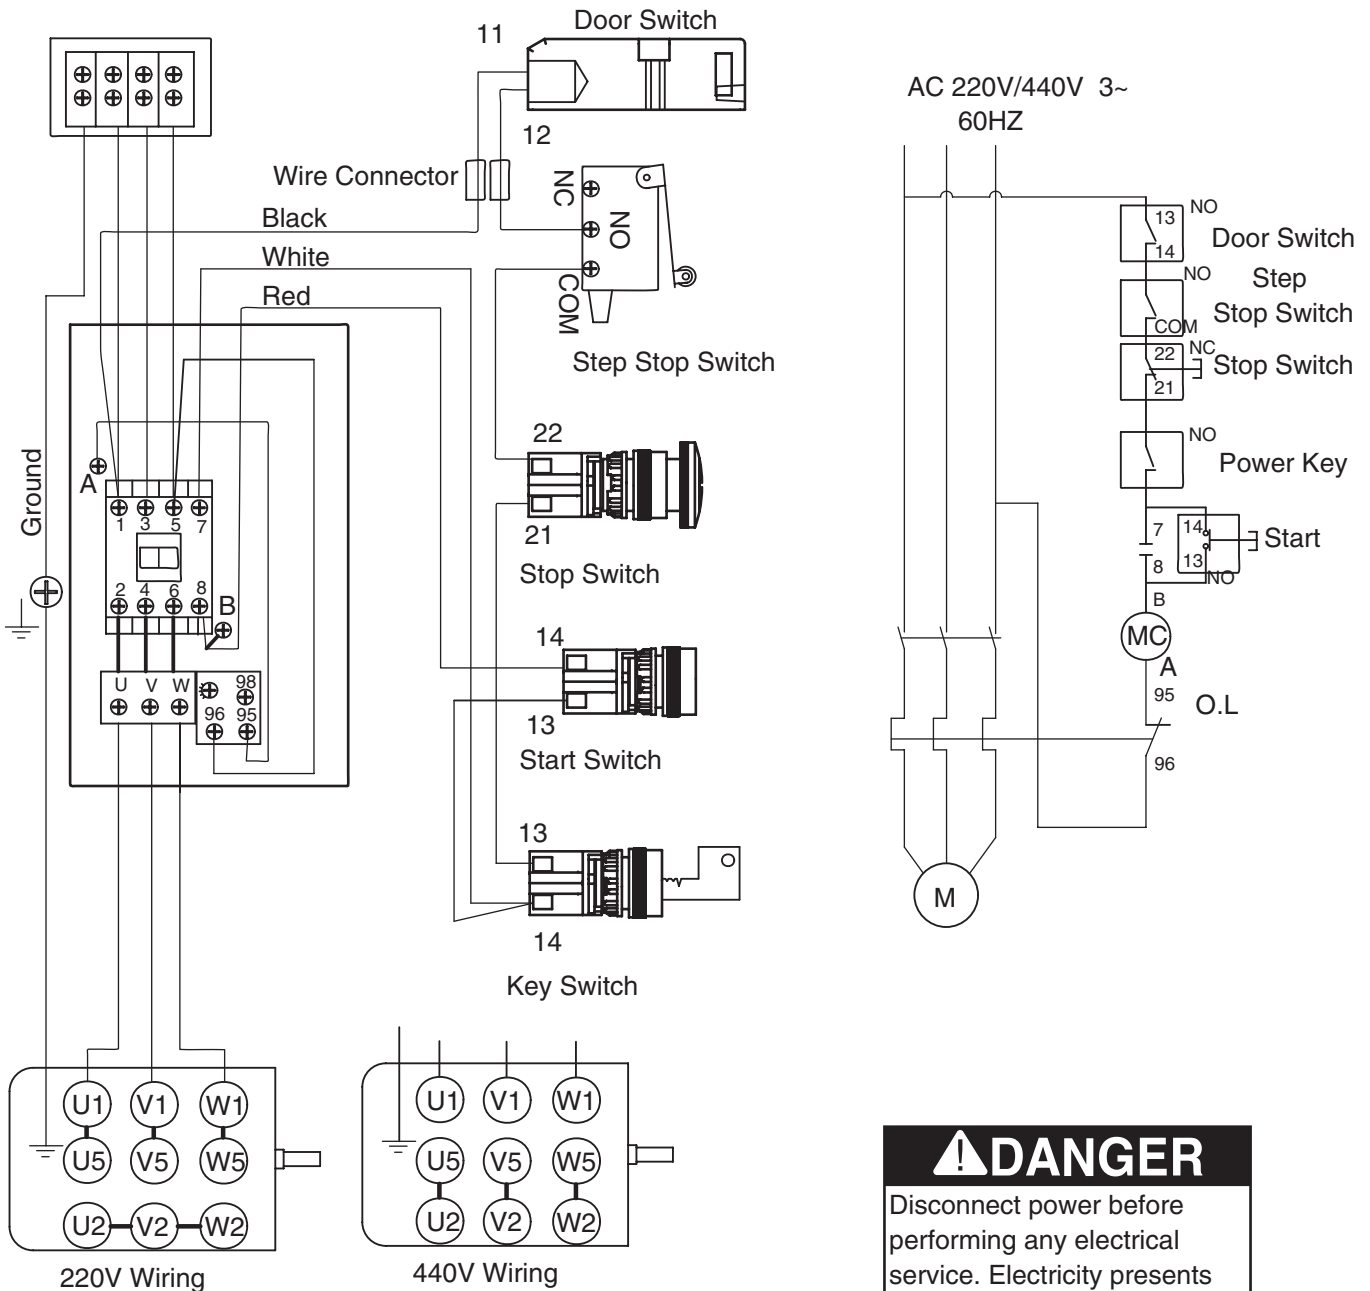 Door Switch
11
12
AC 220V/440V 3~
60HZ
Wire Connector
NC
NO
COM
Black
White
Red
Step Stop Switch
Ground
A
1 3 5 7
2 4 6 8
B
U V W
98
96 95
22
21
Stop Switch
14
13
Start Switch
13
14
Key Switch
NO
13
14
Door Switch
NO
COM
Step
Stop Switch
22
NC
21
Stop Switch
NO
Power Key
7
8
14
13
NO
Start
B
MC
A
95
O.L
96
M
U1 V1 W1
U5 V5 W5
U2 V2 W2
220V Wiring
U1 V1 W1
U5 V5 W5
U2 V2 W2
440V Wiring
DANGER
Disconnect power before
performing any electrical
service. Electricity presents